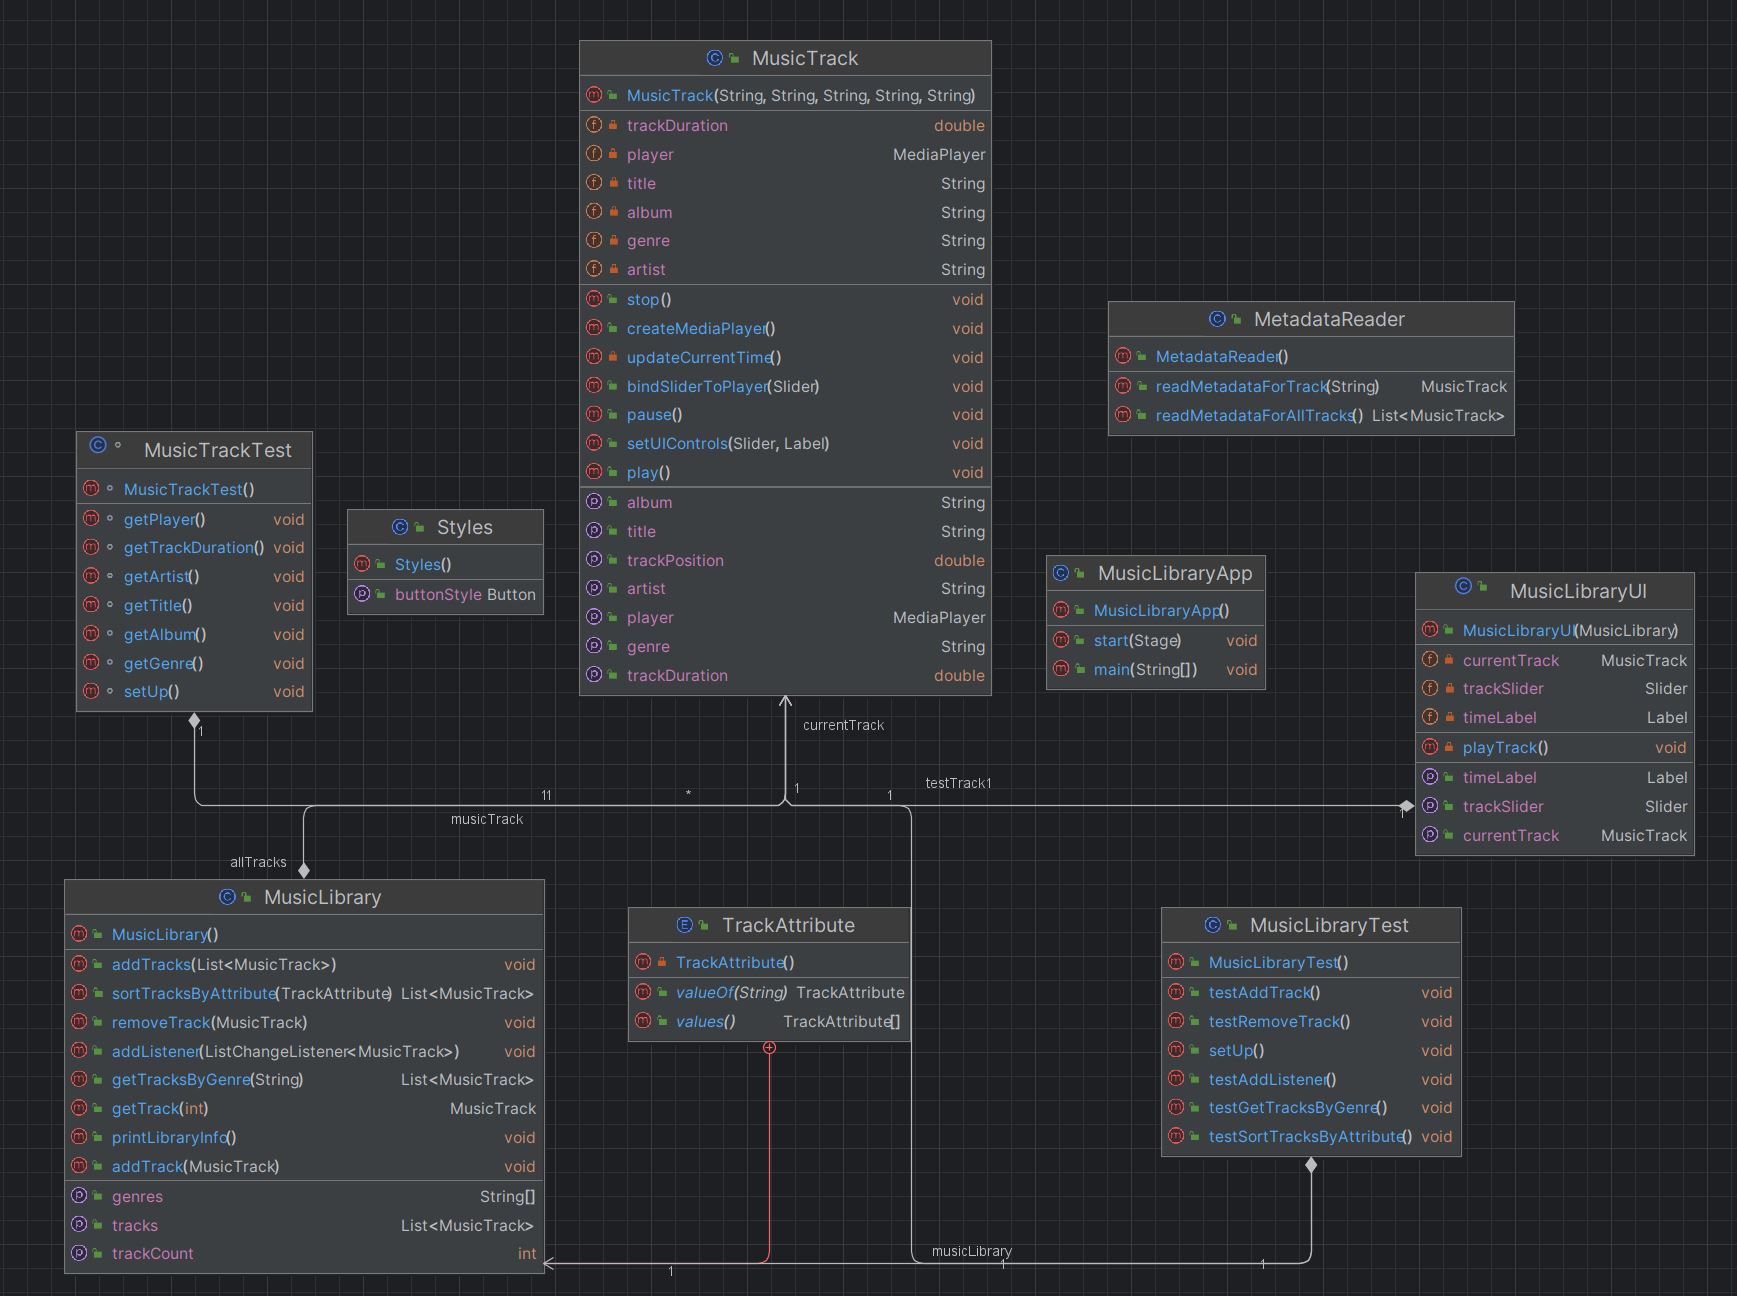 MusicTrack
MusicTrack(String, String, String, String, String)
trackDuration double
player MediaPlayer
title String
album String
genre String
artist String
stop() void
createMediaPlayer() void
updateCurrentTime() void
bindSliderToPlayer(Slider) void
pause() void
setUIControls(Slider, Label) void
play() void
album String
title String
trackPosition double
artist String
player MediaPlayer
genre String
trackDuration double
MetadataReader
MetadataReader()
readMetadataForTrack(String) MusicTrack
readMetadataForAllTracks() List<MusicTrack>
MusicTrackTest
MusicTrackTest()
getPlayer() void
getTrackDuration() void
getArtist() void
getTitle() void
getAlbum() void
getGenre() void
setUp() void
Styles
Styles()
buttonStyle Button
MusicLibraryApp
MusicLibraryApp()
start(Stage) void
main(String[]) void
MusicLibraryUI
MusicLibraryUI(MusicLibrary)
currentTrack MusicTrack
trackSlider Slider
timeLabel Label
playTrack() void
timeLabel Label
trackSlider Slider
currentTrack MusicTrack
currentTrack
1
testTrack1
1
11
*
1
1
musicTrack
allTracks
MusicLibrary
MusicLibrary()
addTracks(List<MusicTrack>) void
sortTracksByAttribute(TrackAttribute) List<MusicTrack>
removeTrack(MusicTrack) void
addListener(ListChangeListener<MusicTrack>) void
getTracksByGenre(String) List<MusicTrack>
getTrack(int) MusicTrack
printLibraryInfo() void
addTrack(MusicTrack) void
genres String[]
tracks List<MusicTrack>
trackCount int
TrackAttribute
TrackAttribute()
valueOf(String) TrackAttribute
values() TrackAttribute[]
MusicLibraryTest
MusicLibraryTest()
testAddTrack() void
testRemoveTrack() void
setUp() void
testAddListener() void
testGetTracksByGenre() void
testSortTracksByAttribute() void
musicLibrary
1
1
1